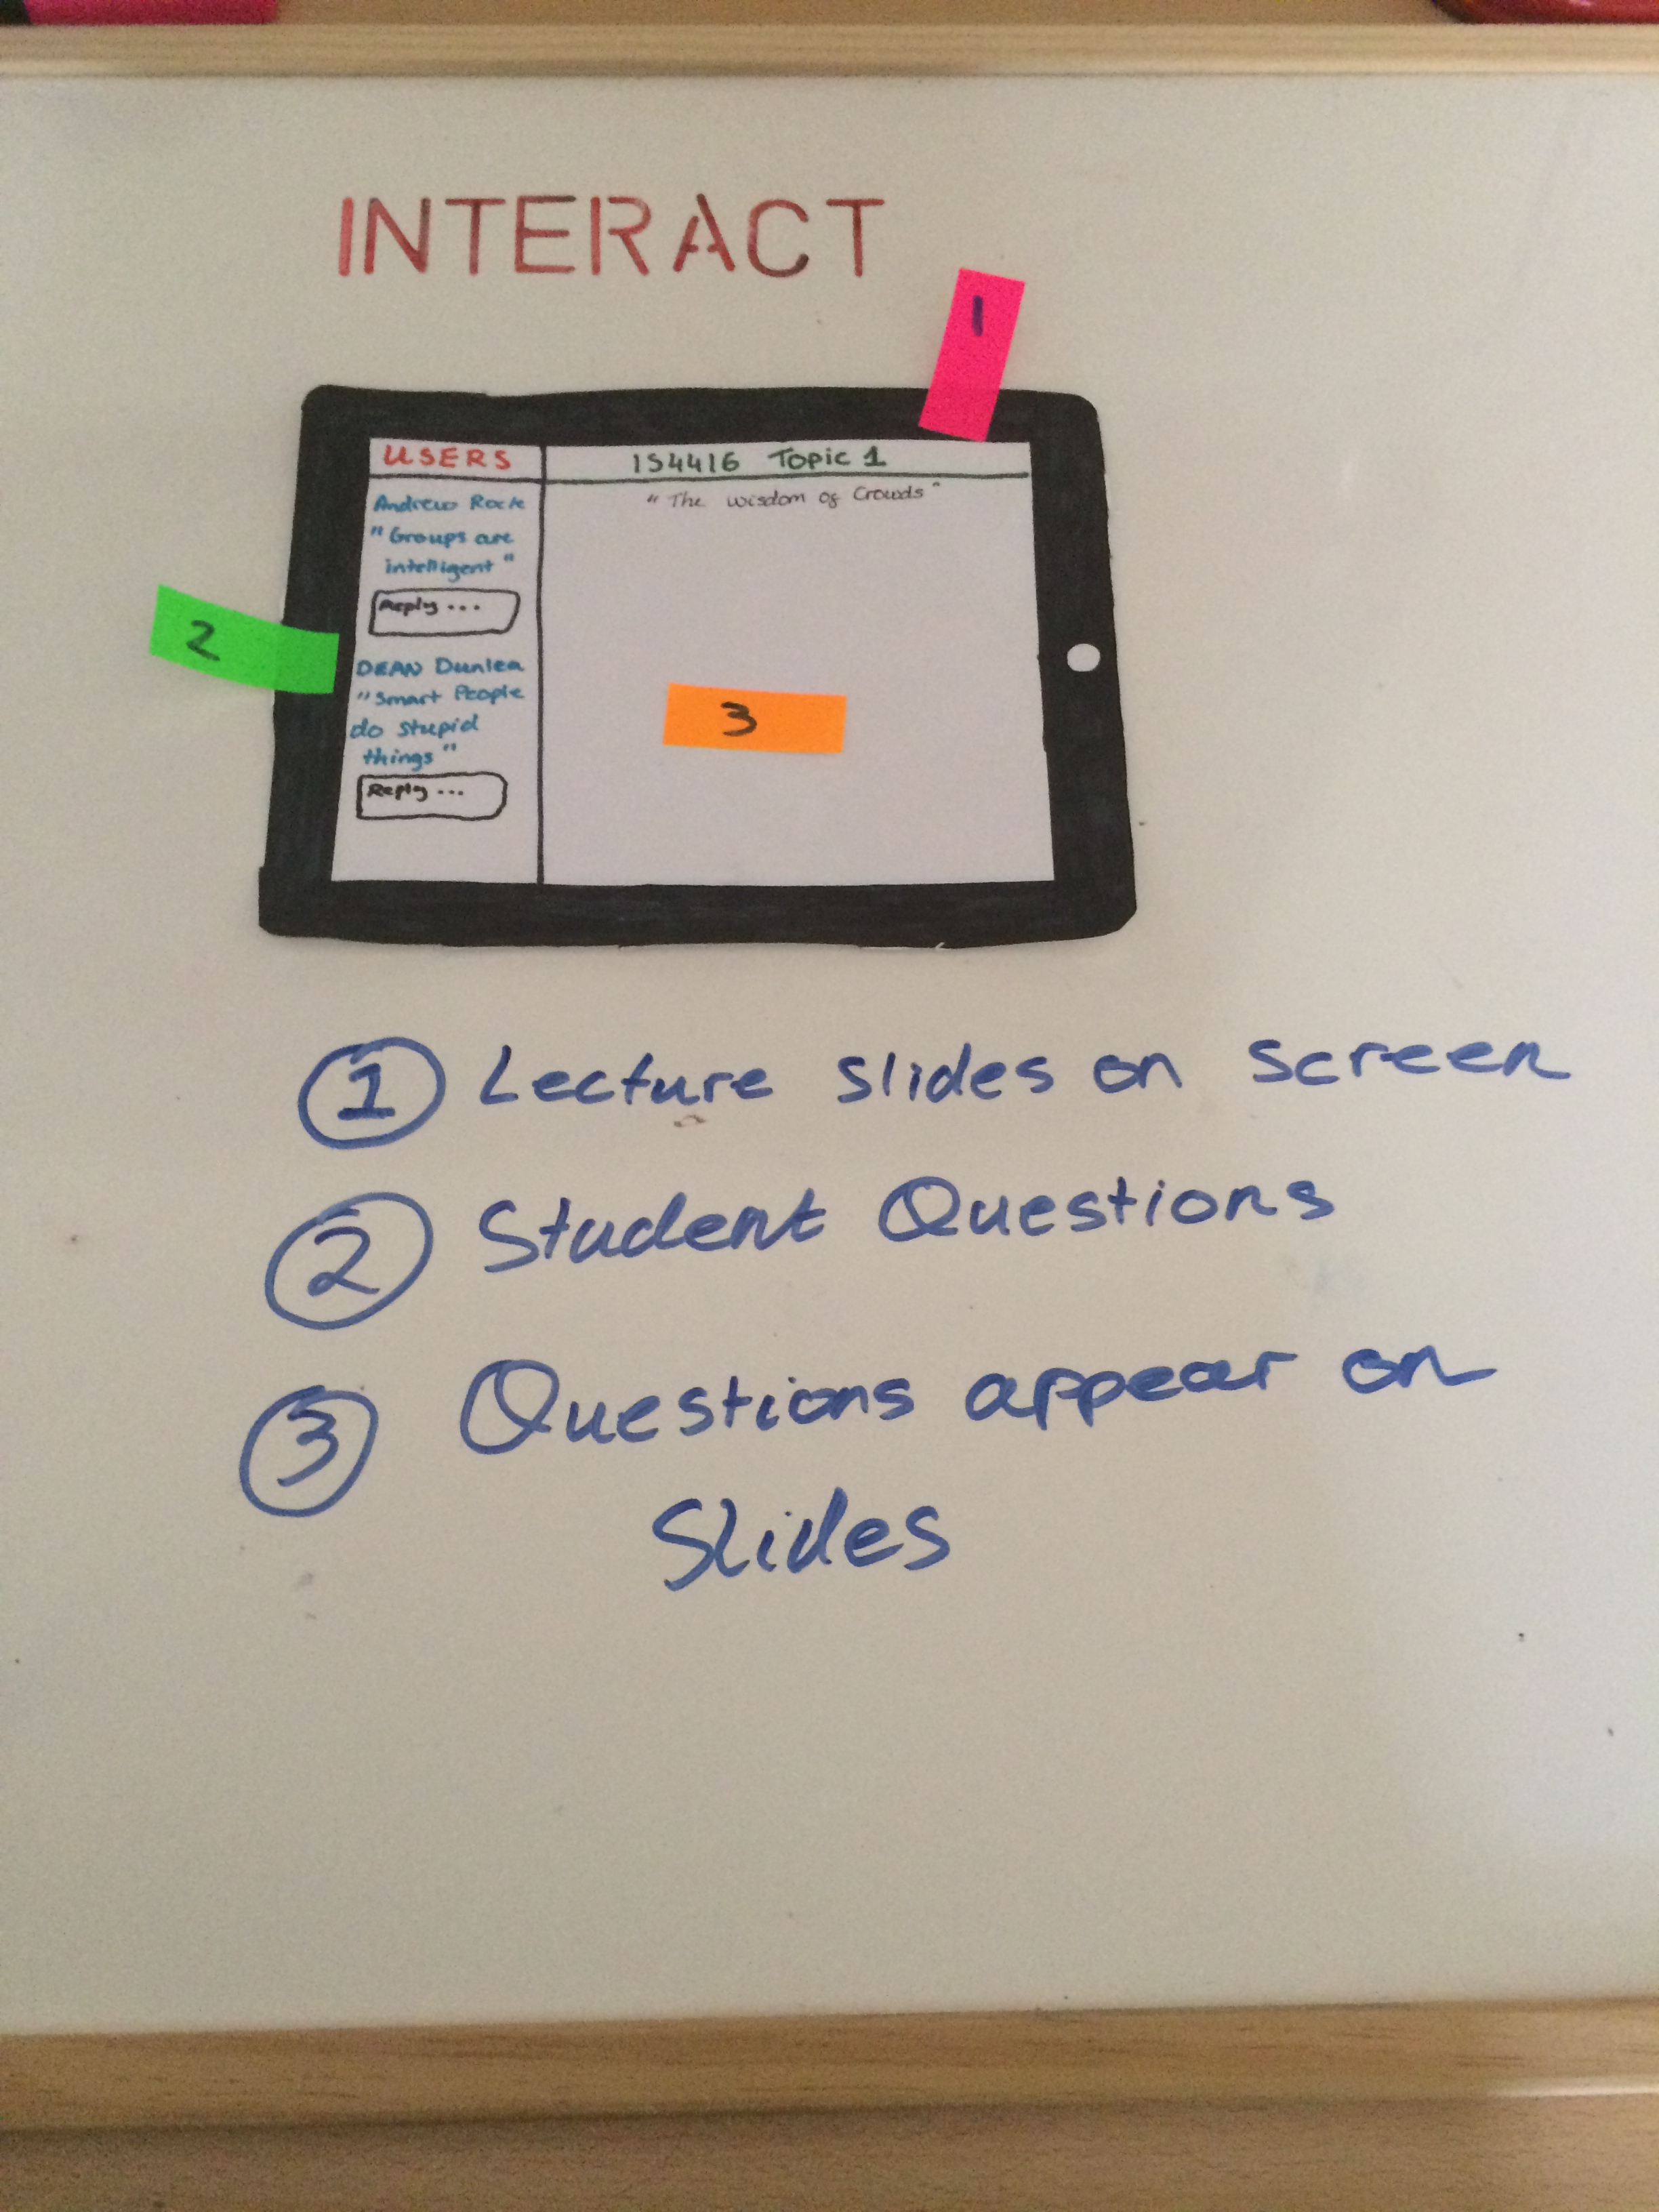 INTERACT
1
USERS
IS4416 Topic 1
Andrew Rock
"Groups are
intelligent"
Reply ...
DEAN Dunlea
"Smart People
do stupid
things"
Reply ...
"The wisdom of Crowds"
2
3
1 Lecture slides on screen
2 Student Questions
3 Questions appear on
Slides